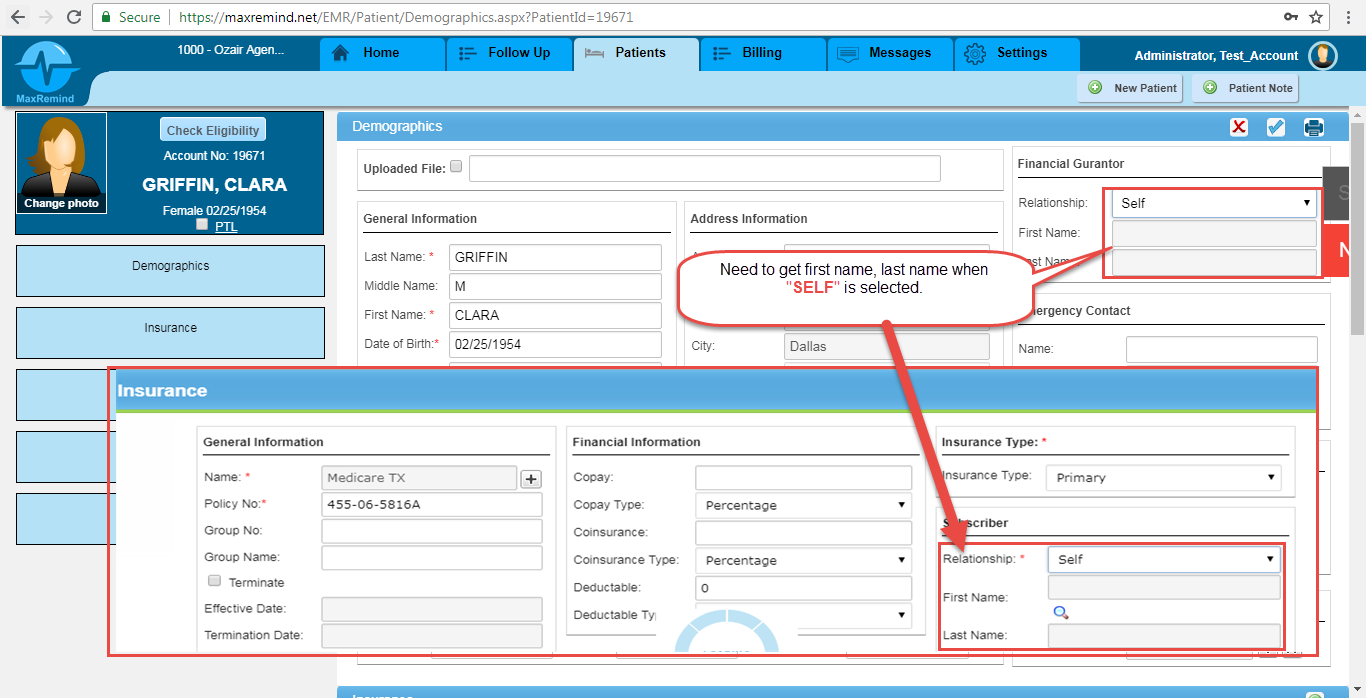 Secure https://maxremind.net/EMR/Patient/Demographics.aspx?PatientId=19671
MaxRemind
1000 - Ozair Agen...
Home
Follow Up
Patients
Billing
Messages
Settings
Administrator, Test_Account
New Patient
Patient Note
Change photo
Check Eligibility
Account No: 19671
GRIFFIN, CLARA
Female 02/25/1954
PTL
Demographics
Insurance
Demographics
Uploaded File:
General Information
Last Name: * GRIFFIN
Middle Name: M
First Name: * CLARA
Date of Birth:* 02/25/1954
Address Information
City: Dallas
Financial Gurantor
Relationship: Self
First Name:
Name:
Need to get first name, last name when
"SELF" is selected.
Contact
Name:
Insurance
General Information
Name: * Medicare TX
Policy No:* 455-06-5816A
Group No:
Group Name:
Terminate
Effective Date:
Termination Date:
Financial Information
Copay:
Copay Type: Percentage
Coinsurance:
Coinsurance Type: Percentage
Deductable: 0
Deductable
Insurance Type: *
Insurance Type: Primary
Subscriber
Relationship: * Self
First Name:
Last Name:
Insurance